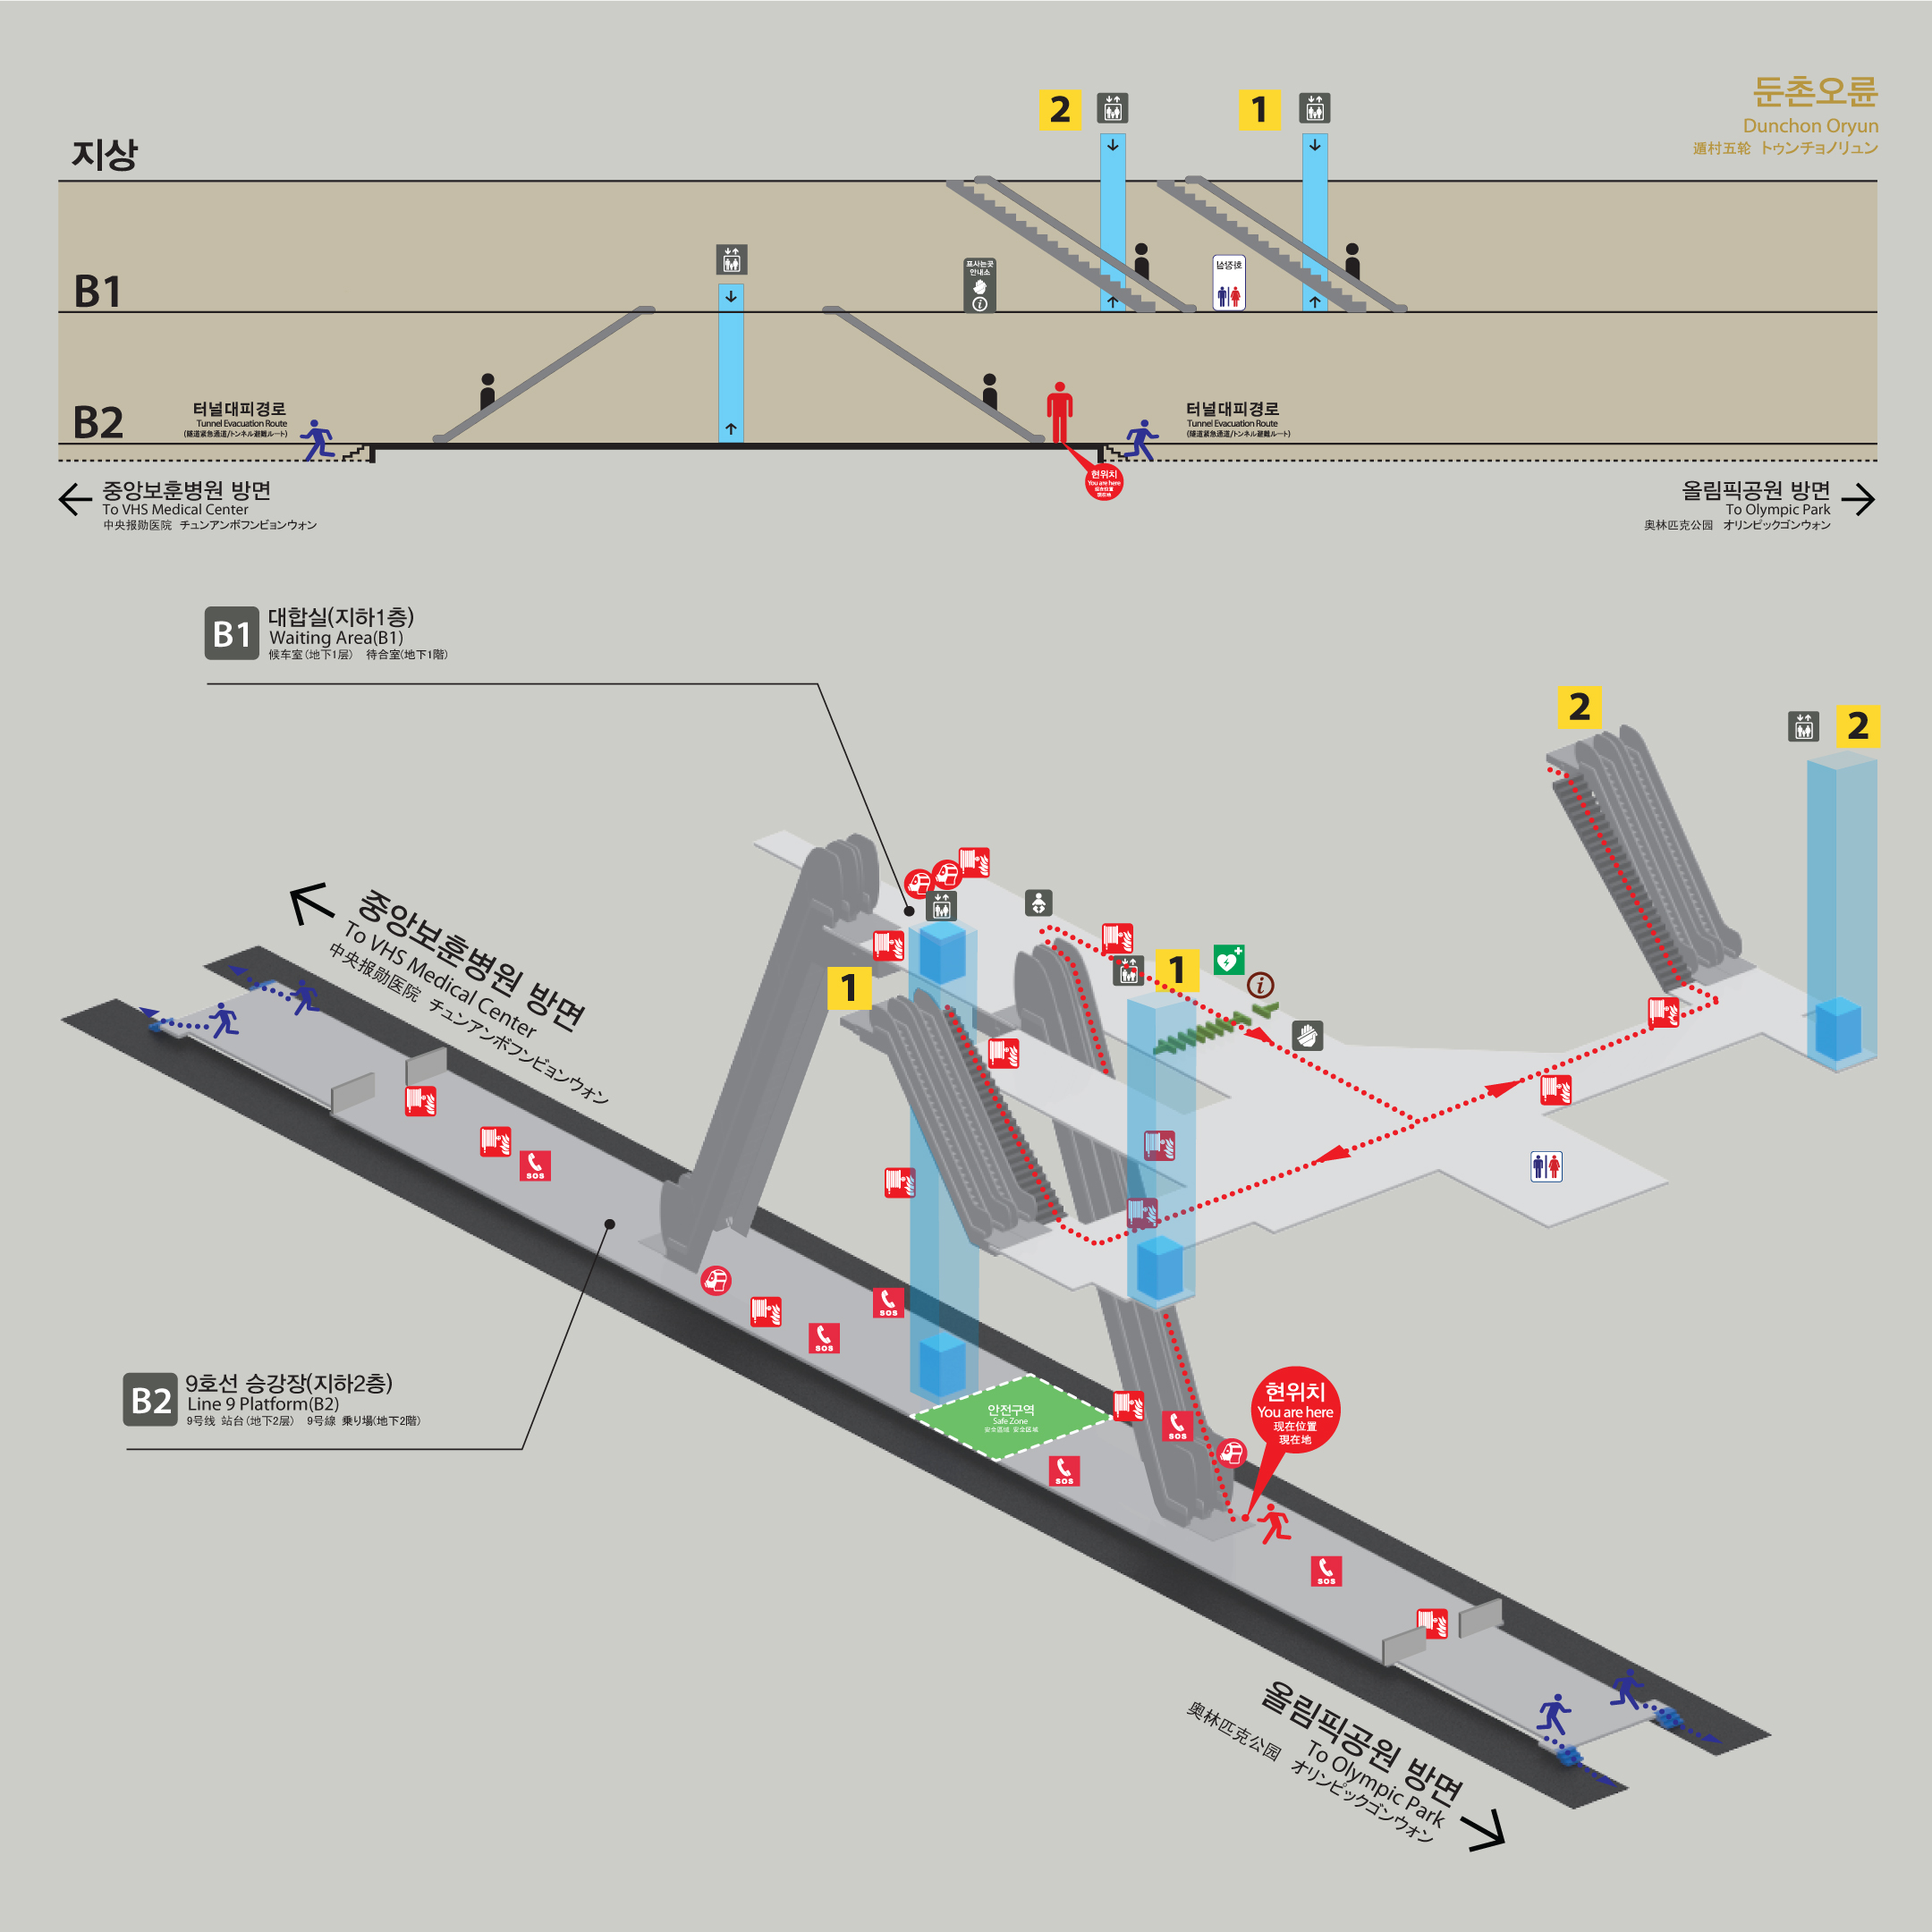 둔촌오륜
Dunchon Oryun
遁村五轮 トゥンチョノリュン
2
1
지상
B1
표사는곳
안내소
B2
터널대피경로
Tunnel Evacuation Route
(隧道紧急通道/トンネル避難ルート)
터널대피경로
Tunnel Evacuation Route
(隧道紧急通道/トンネル避難ルート)
현위치
You are here
现在位置
現在地
중앙보훈병원 방면
To VHS Medical Center
中央报勋医院 チュンアンボフンビョンウォン
올림픽공원 방면
To Olympic Park
奥林匹克公园 オリンピックゴンウォン
B1
대합실(지하1층)
Waiting Area(B1)
候车室(地下1层) 待合室(地下1階)
2
2
1
1
중앙보훈병원 방면
To VHS Medical Center
中央报勋医院 チュンアンボフンビョンウォン
SOS
SOS
SOS
SOS
SOS
SOS
B2
9호선 승강장(지하2층)
Line 9 Platform(B2)
9号线 站台(地下2层) 9号線 乗り場(地下2階)
안전구역
Safe Zone
安全區域 安全区域
현위치
You are here
现在位置
現在地
올림픽공원 방면
To Olympic Park
奥林匹克公园 オリンピックゴンウォン